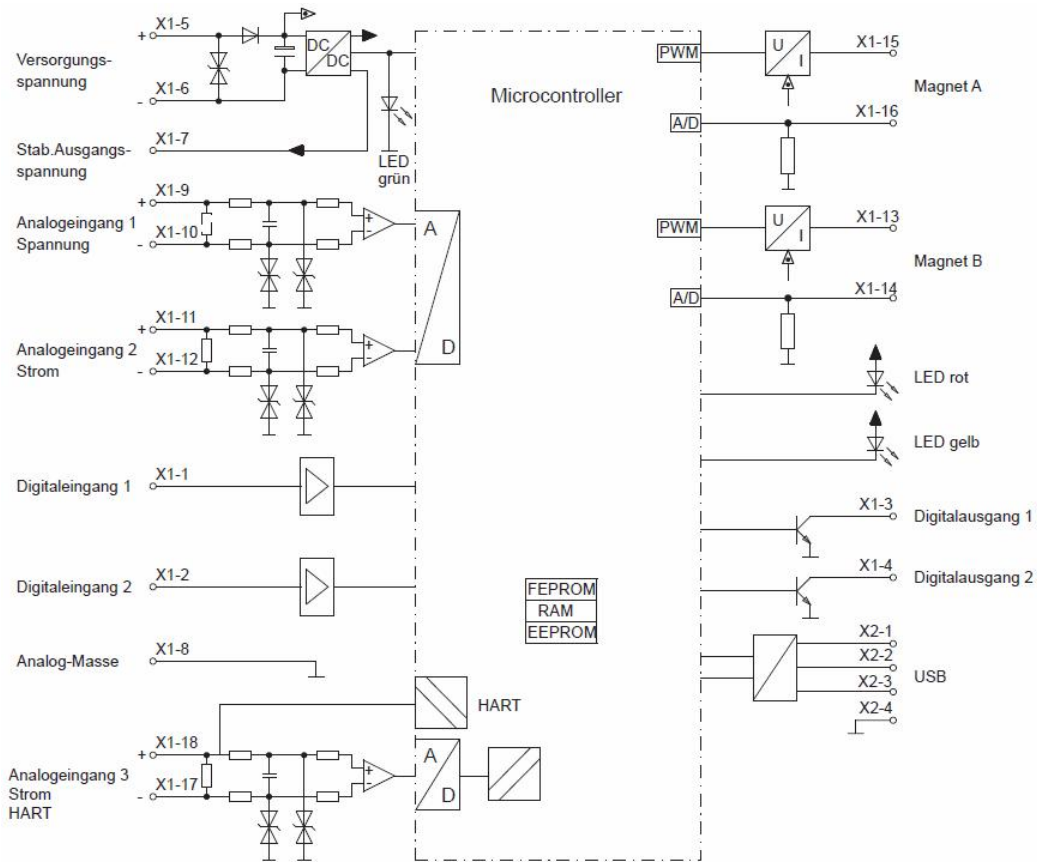 X1-5
+
Versorgungs-
spannung
X1-6
-
DC
DC
X1-7
Stab.Ausgangs-
spannung
LED
grün
X1-9
+
Analogeingang 1
Spannung
X1-10
-
+
-
A
D
X1-11
+
Analogeingang 2
Strom
X1-12
-
+
-
Digitaleingang 1
X1-1
Digitaleingang 2
X1-2
Analog-Masse
X1-8
HART
X1-18
+
Analogeingang 3
Strom
HART
X1-17
-
+
-
A
D
Microcontroller
FEPROM
RAM
EEPROM
PWM
U
I
X1-15
Magnet A
A/D
X1-16
PWM
U
I
X1-13
Magnet B
A/D
X1-14
LED rot
LED gelb
X1-3
Digitalausgang 1
X1-4
Digitalausgang 2
X2-1
X2-2
X2-3
X2-4
USB